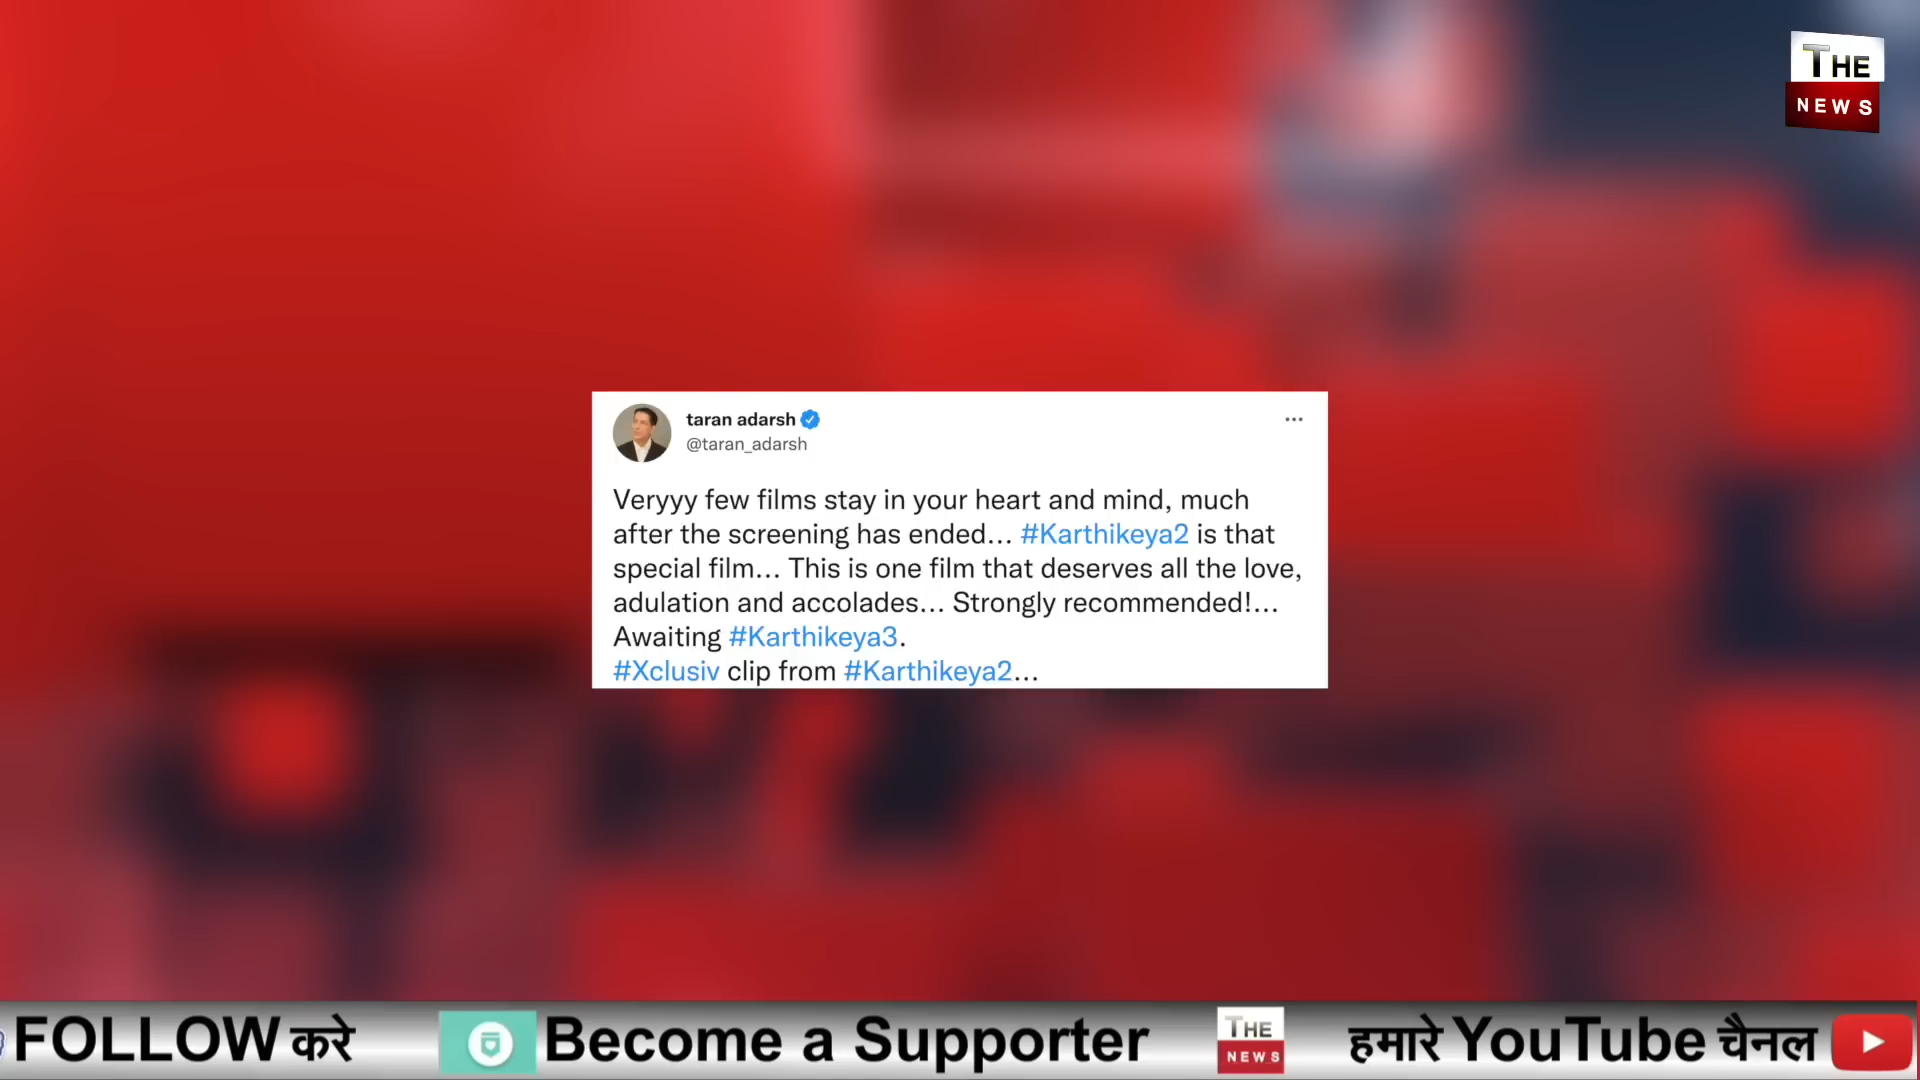 THE
NEWS
taran adarsh
@taran_adarsh
Veryyy few films stay in your heart and mind, much
after the screening has ended... #Karthikeya2 is that
special film... This is one film that deserves all the love,
adulation and accolades... Strongly recommended!...
Awaiting #Karthikeya3.
#Xclusiv clip from #Karthikeya2...
FOLLOW करे Become a Supporter THE NEWS हमारे YouTube चैनल